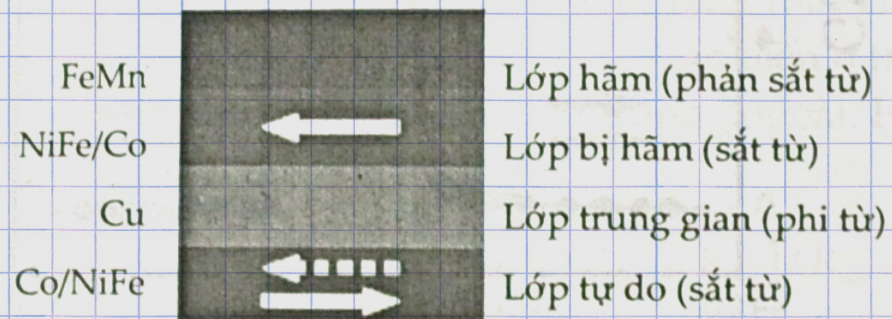 FeMn Lớp hãm (phản sắt từ)
NiFe/Co Lớp bị hãm (sắt từ)
Cu Lớp trung gian (phi từ)
Co/NiFe Lớp tự do (sắt từ)